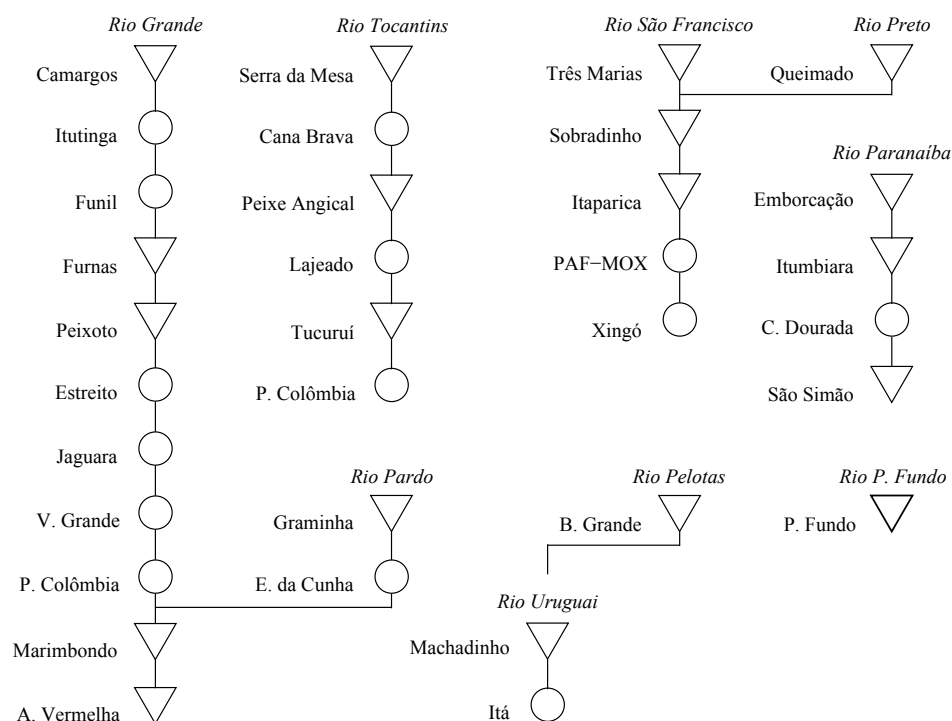 Rio Grande
Camargos
Itutinga
Funil
Furnas
Peixoto
Estreito
Jaguara
V. Grande
P. Colômbia
Marimbondo
A. Vermelha
Rio Tocantins
Serra da Mesa
Cana Brava
Peixe Angical
Lajeado
Tucuruí
P. Colômbia
Rio Pardo
Graminha
E. da Cunha
Rio São Francisco
Três Marias
Sobradinho
Itaparica
PAF−MOX
Xingó
Rio Preto
Queimado
Rio Paranaíba
Emborcação
Itumbiara
C. Dourada
São Simão
Rio Pelotas
B. Grande
Rio Uruguai
Machadinho
Itá
Rio P. Fundo
P. Fundo